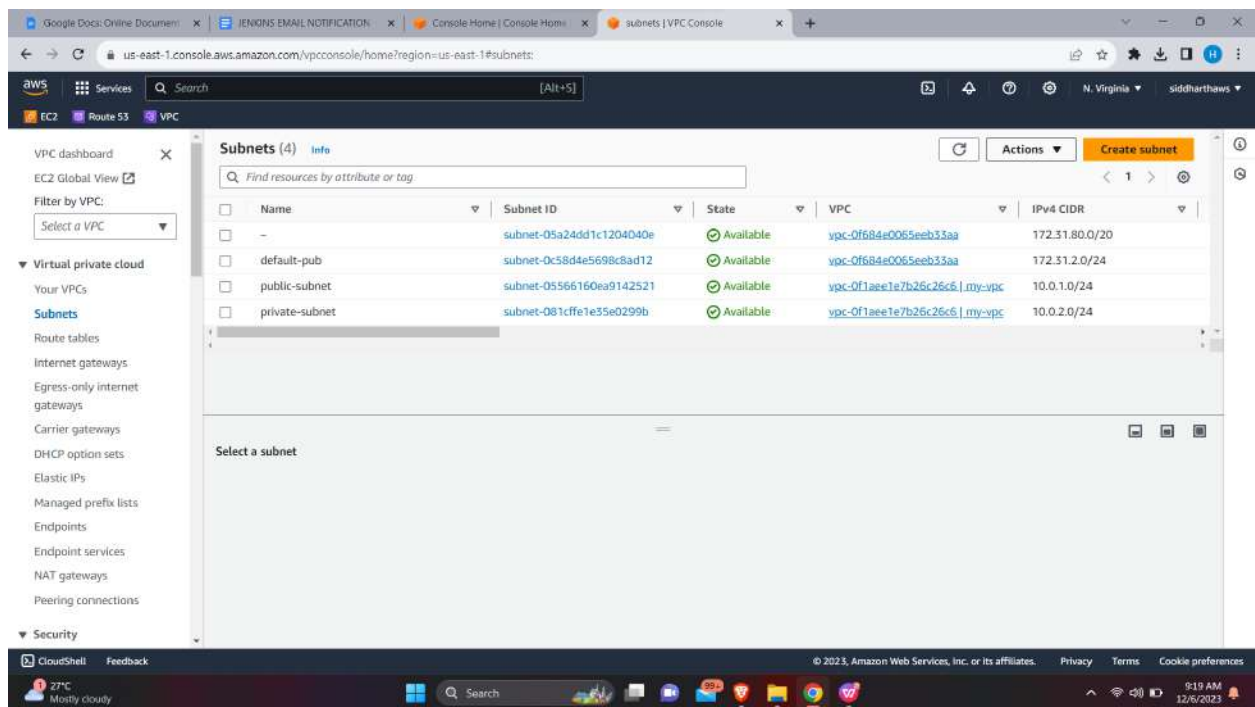 Google Docs: Online Document
JENKINS EMAIL NOTIFICATION
Console Home | Console Home
subnets | VPC Console
us-east-1.console.aws.amazon.com/vpcconsole/home?region=us-east-1#subnets:
H
aws Services Search [Alt+S] N. Virginia siddharthaws
EC2 Route 53 VPC
VPC dashboard
EC2 Global View
Filter by VPC:
Select a VPC
Virtual private cloud
Your VPCs
Subnets
Route tables
Internet gateways
Egress-only internet
gateways
Carrier gateways
DHCP option sets
Elastic IPs
Managed prefix lists
Endpoints
Endpoint services
NAT gateways
Peering connections
Security
Subnets (4) Info
Actions Create subnet
Find resources by attribute or tag
1
Name Subnet ID State VPC IPv4 CIDR
- subnet-05a24dd1c1204040e Available vpc-0f684e0065eeb33aa 172.31.80.0/20
default-pub subnet-0c58d4e5698c8ad12 Available vpc-0f684e0065eeb33aa 172.31.2.0/24
public-subnet subnet-05566160ea9142521 Available vpc-0f1aee1e7b26c26c6 | my-vpc 10.0.1.0/24
private-subnet subnet-081cffe1e35e0299b Available vpc-0f1aee1e7b26c26c6 | my-vpc 10.0.2.0/24
Select a subnet
CloudShell Feedback © 2023, Amazon Web Services, Inc. or its affiliates. Privacy Terms Cookie preferences
1
27°C
Mostly cloudy
Search
99+
9:19 AM
12/6/2023